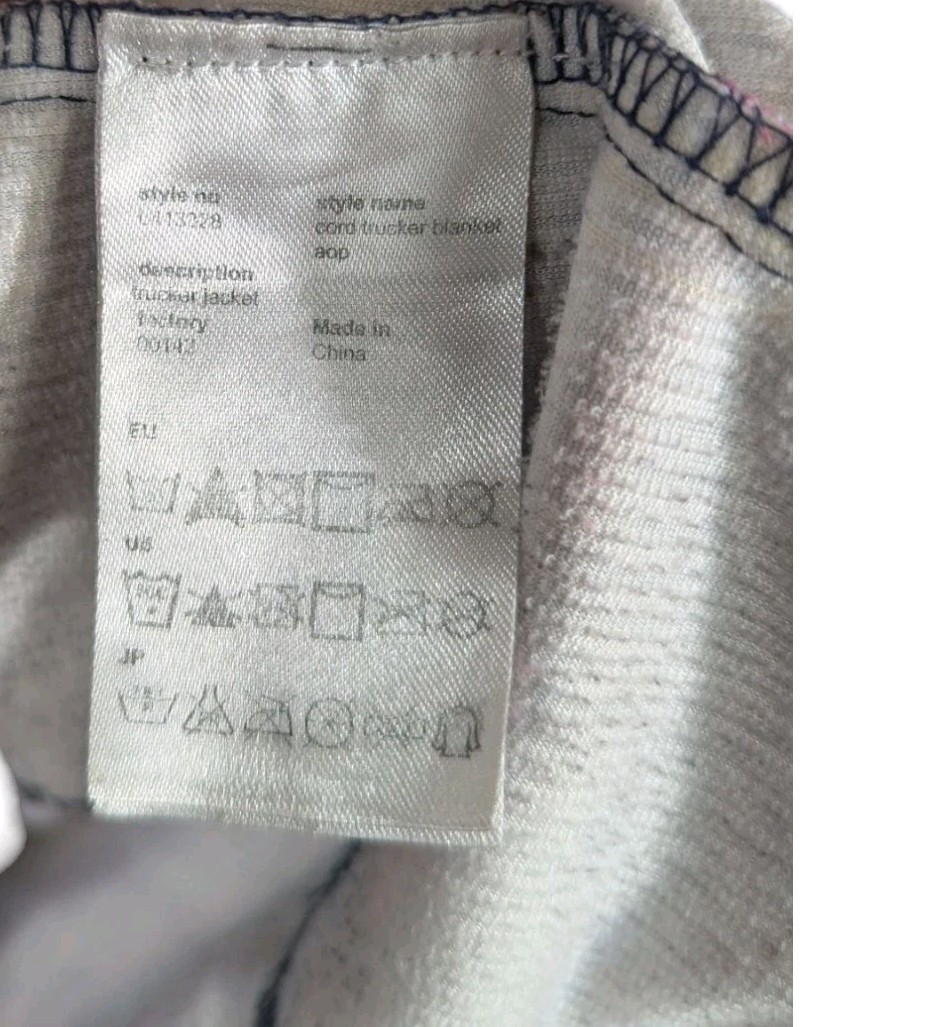 style no
style name
L413328
cord trucker blanket
aop
description
trucker jacket
factory
00142
Made in
China
EU
US
JP